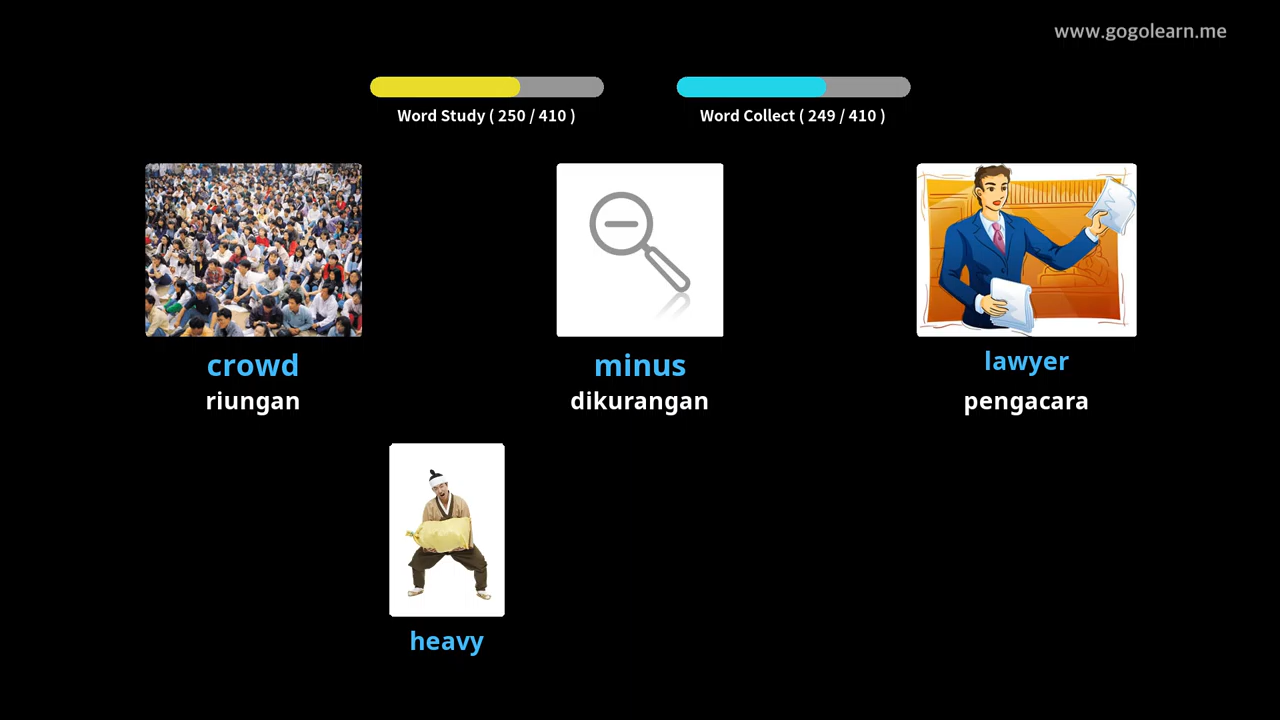 www.gogolearn.me
Word Study ( 250 / 410 )
Word Collect ( 249 / 410 )
crowd
riungan
minus
dikurangan
lawyer
pengacara
heavy